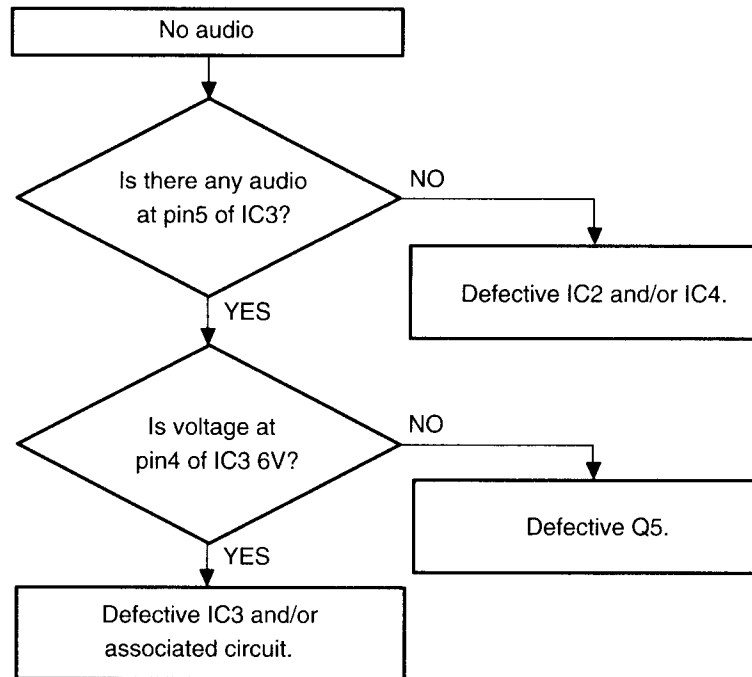 No audio
Is there any audio
at pin5 of IC3?
NO
Defective IC2 and/or IC4.
YES
Is voltage at
pin4 of IC3 6V?
NO
Defective Q5.
YES
Defective IC3 and/or
associated circuit.